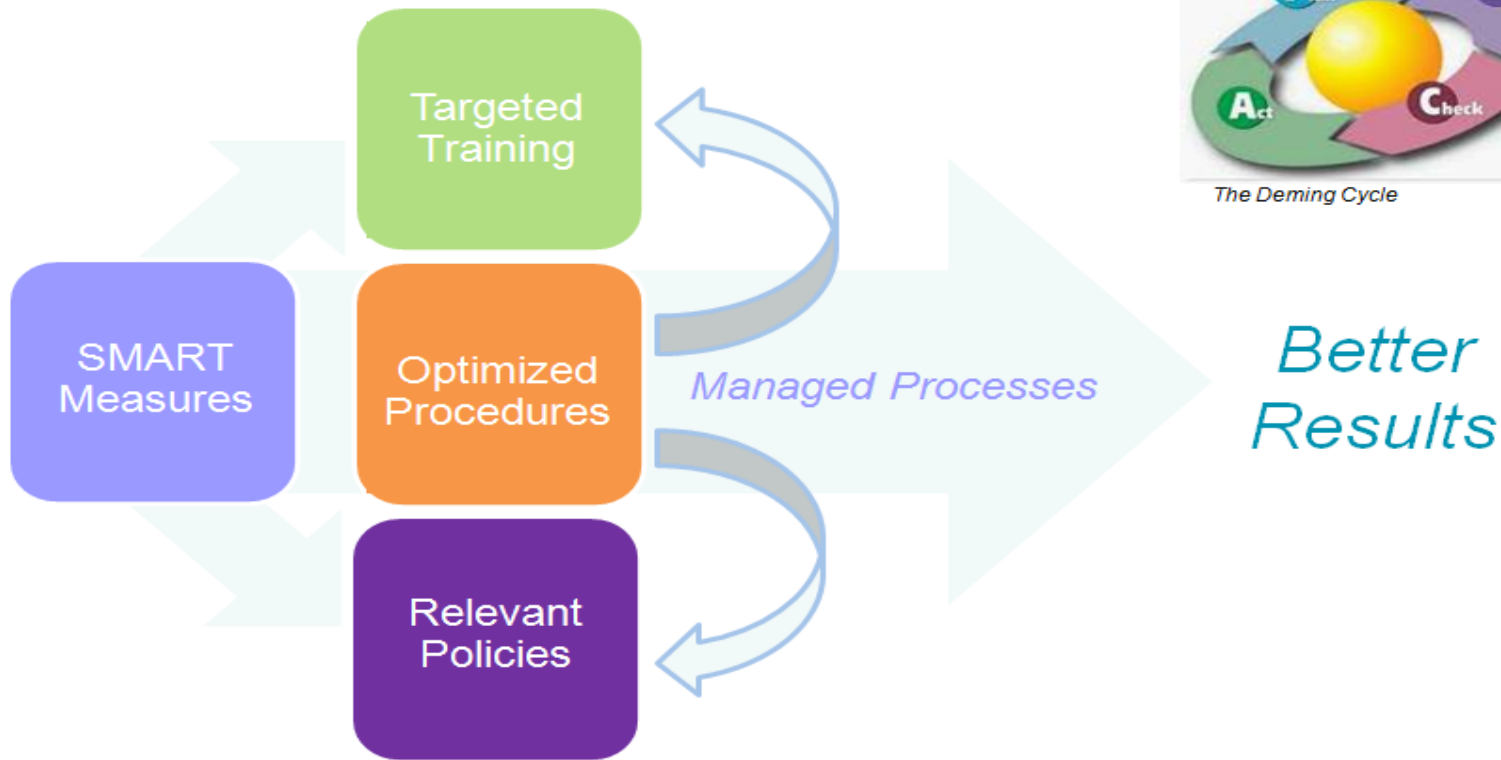 Targeted
Training
Act
Check
The Deming Cycle
SMART
Measures
Optimized
Procedures
Managed Processes
Better
Results
Relevant
Policies